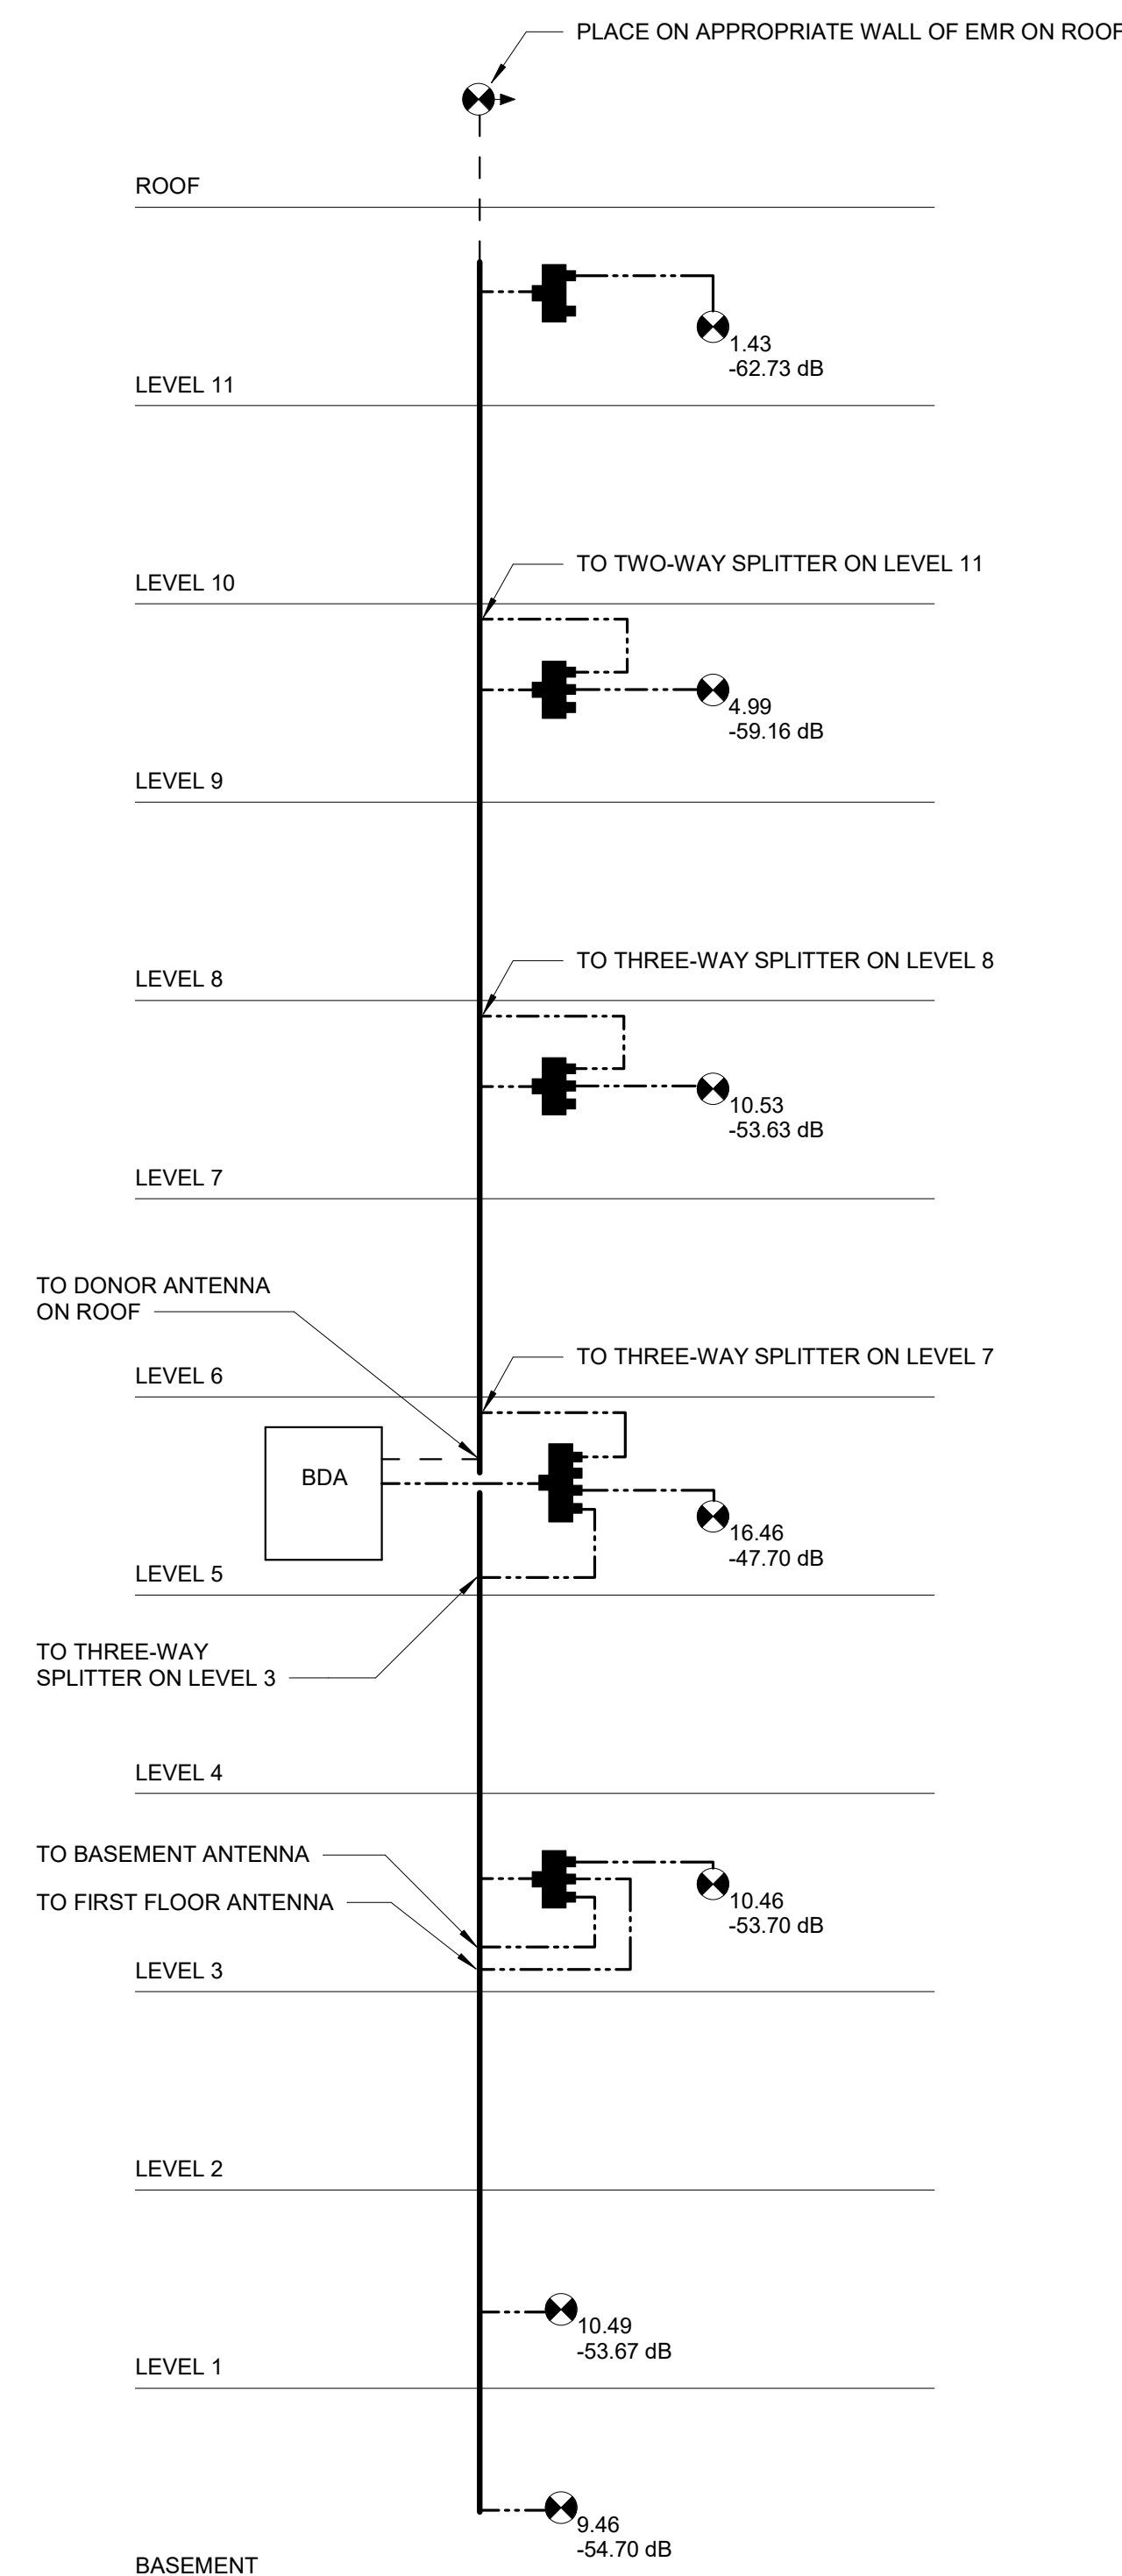 PLACE ON APPROPRIATE WALL OF EMR ON ROOF
ROOF
1.43
-62.73 dB
LEVEL 11
TO TWO-WAY SPLITTER ON LEVEL 11
LEVEL 10
4.99
-59.16 dB
LEVEL 9
TO THREE-WAY SPLITTER ON LEVEL 8
LEVEL 8
10.53
-53.63 dB
LEVEL 7
TO DONOR ANTENNA
ON ROOF
TO THREE-WAY SPLITTER ON LEVEL 7
LEVEL 6
BDA
16.46
-47.70 dB
LEVEL 5
TO THREE-WAY
SPLITTER ON LEVEL 3
LEVEL 4
TO BASEMENT ANTENNA
TO FIRST FLOOR ANTENNA
10.46
-53.70 dB
LEVEL 3
LEVEL 2
10.49
-53.67 dB
LEVEL 1
9.46
-54.70 dB
BASEMENT